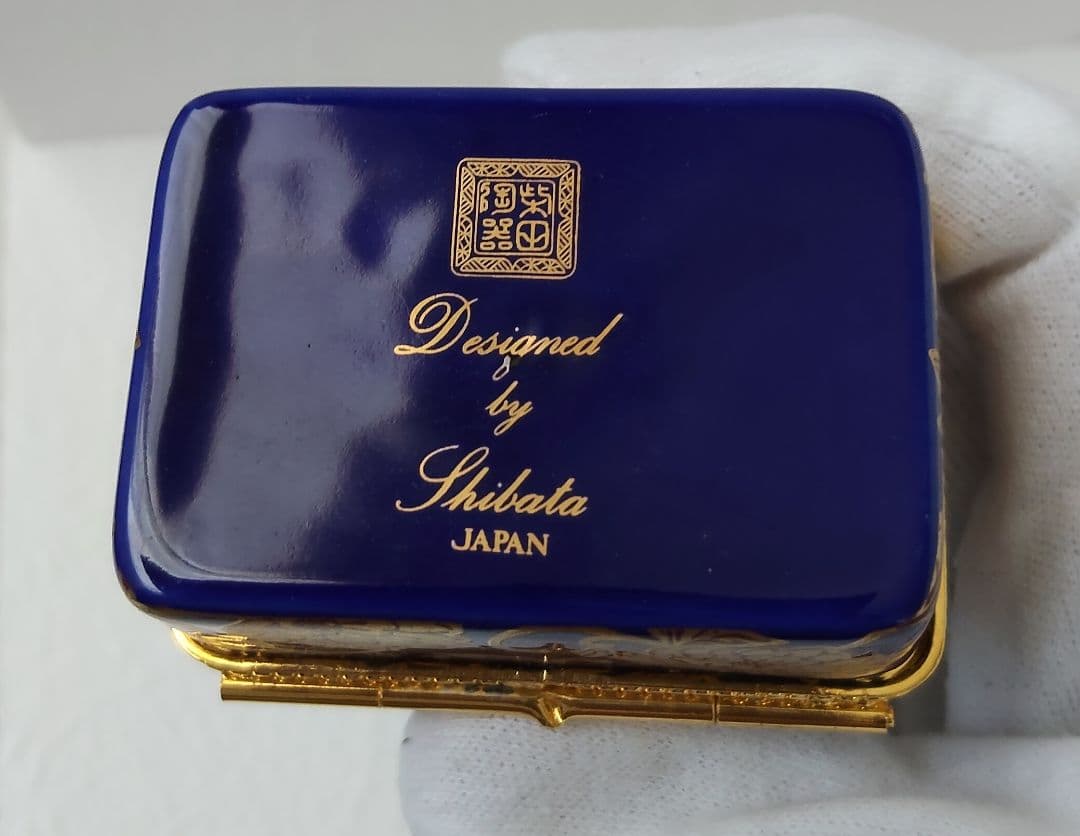 柴田
陶器
Designed
by
Shibata
JAPAN